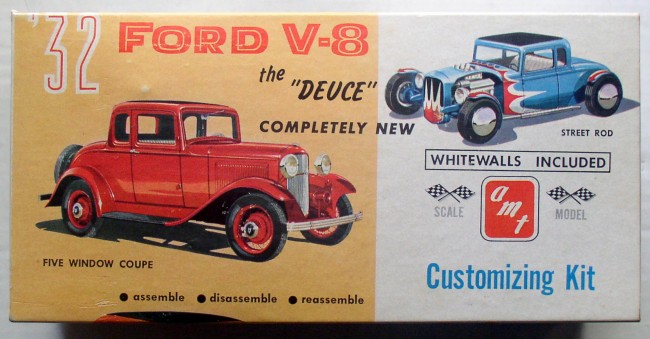 '32 FORD V-8
the "DEUCE"
COMPLETELY NEW
FIVE WINDOW COUPE
• assemble • disassemble • reassemble
STREET ROD
WHITEWALLS INCLUDED
SCALE amt MODEL
Customizing Kit